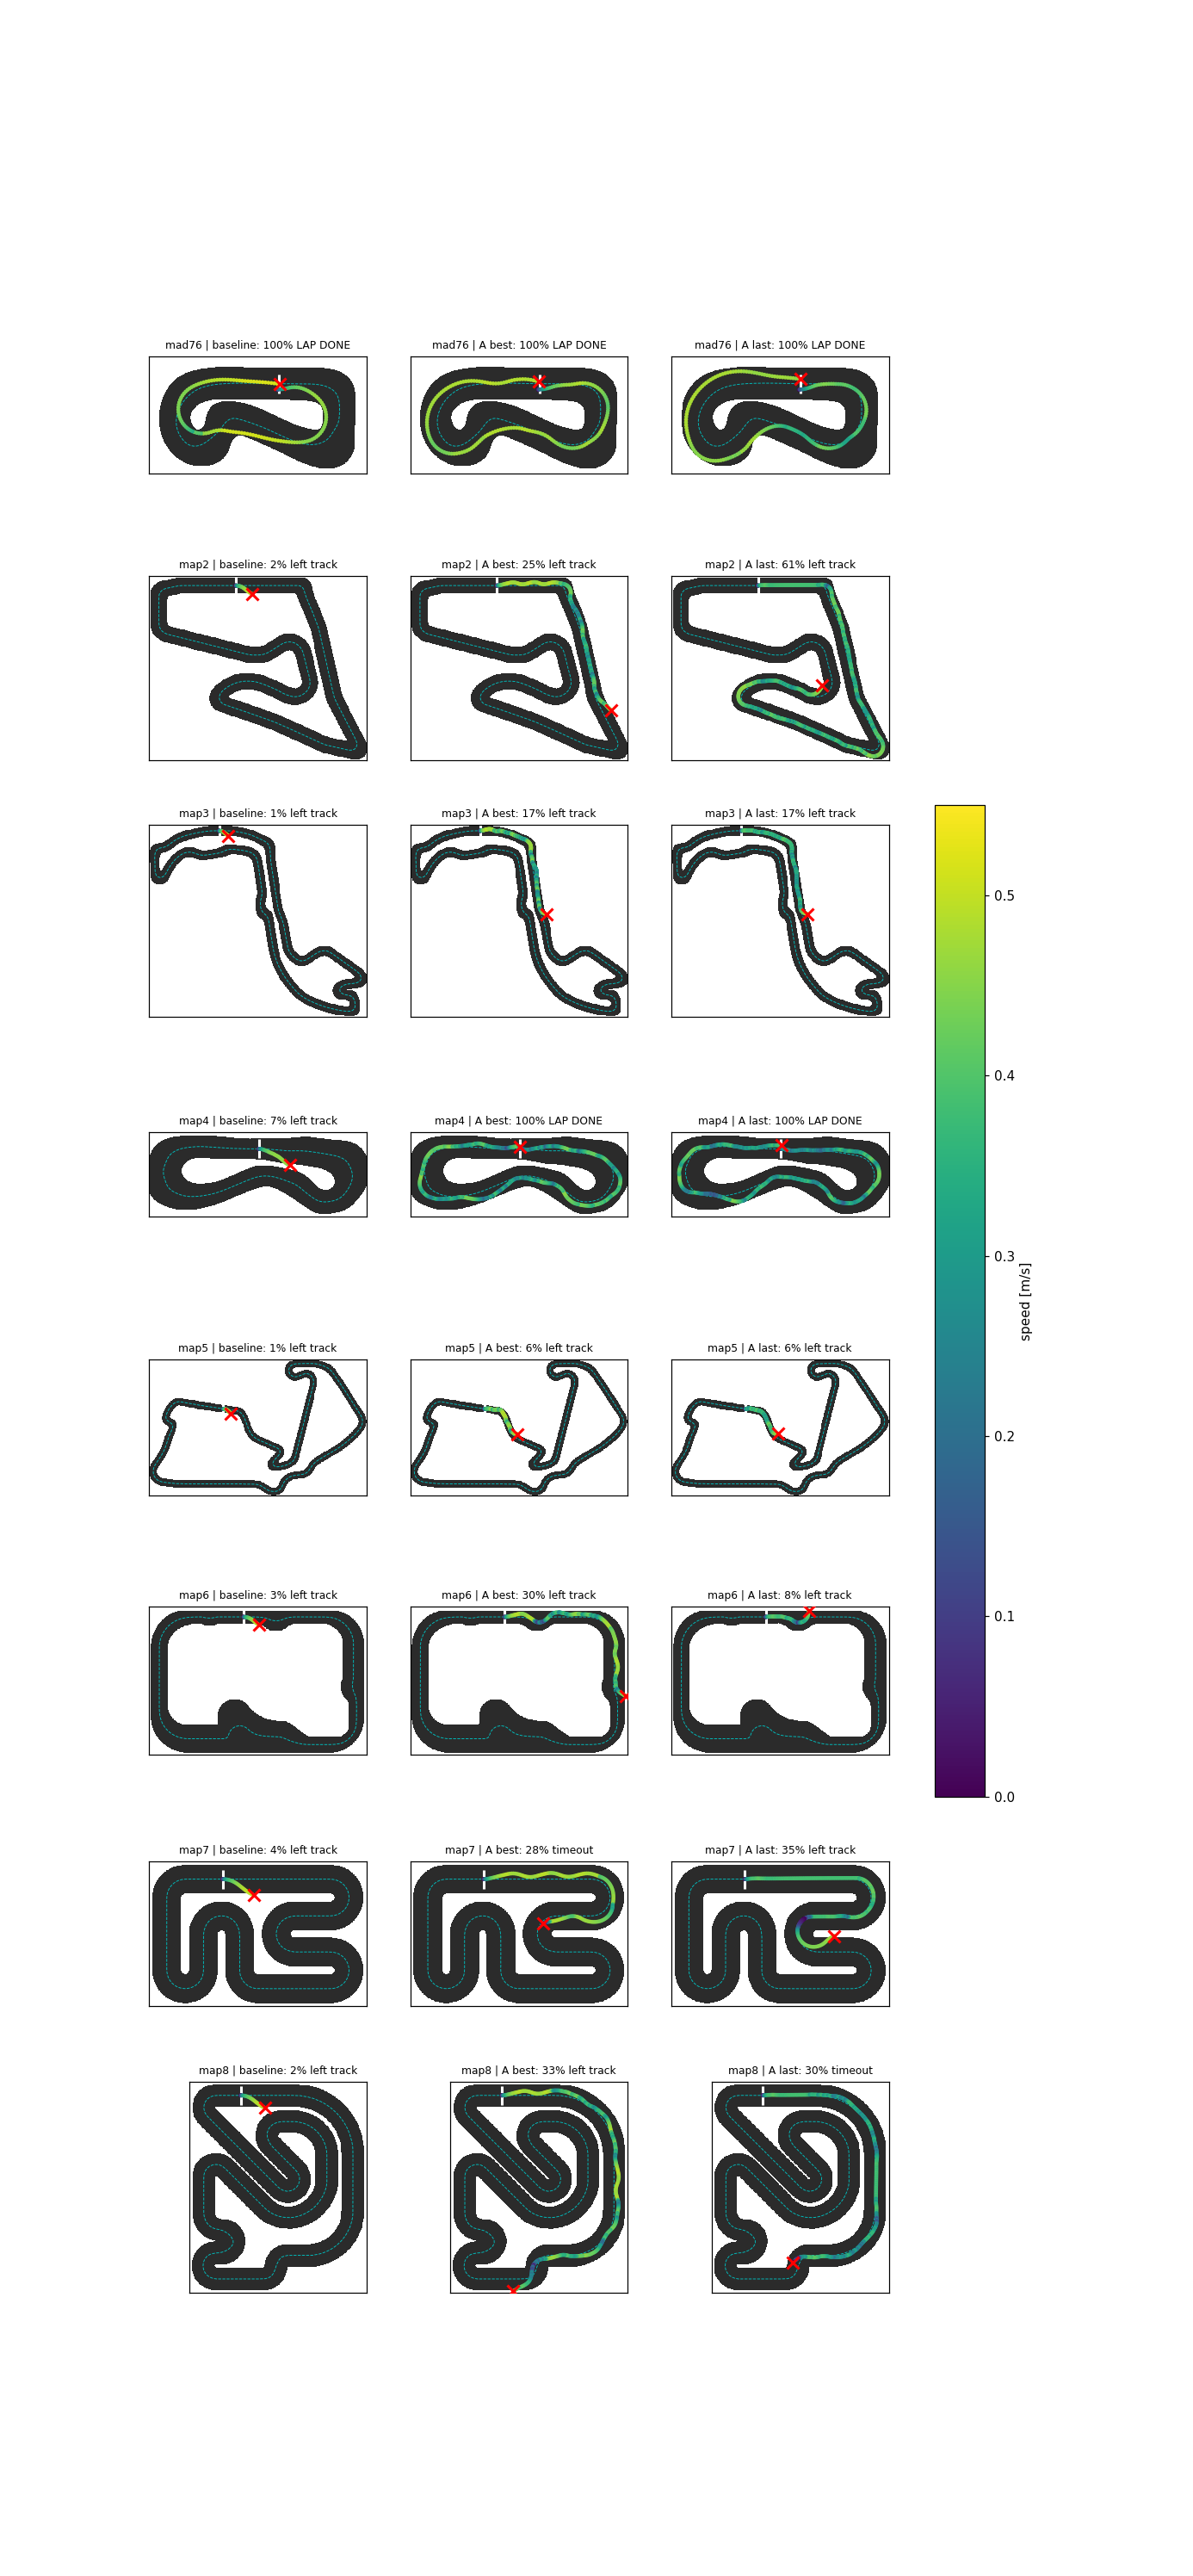 mad76 | baseline: 100% LAP DONE
mad76 | A best: 100% LAP DONE
mad76 | A last: 100% LAP DONE
map2 | baseline: 2% left track
map2 | A best: 25% left track
map2 | A last: 61% left track
map3 | baseline: 1% left track
map3 | A best: 17% left track
map3 | A last: 17% left track
0.5
0.4
map4 | baseline: 7% left track
map4 | A best: 100% LAP DONE
map4 | A last: 100% LAP DONE
0.3
speed [m/s]
map5 | baseline: 1% left track
map5 | A best: 6% left track
map5 | A last: 6% left track
0.2
map6 | baseline: 3% left track
map6 | A best: 30% left track
map6 | A last: 8% left track
0.1
0.0
map7 | baseline: 4% left track
map7 | A best: 28% timeout
map7 | A last: 35% left track
map8 | baseline: 2% left track
map8 | A best: 33% left track
map8 | A last: 30% timeout